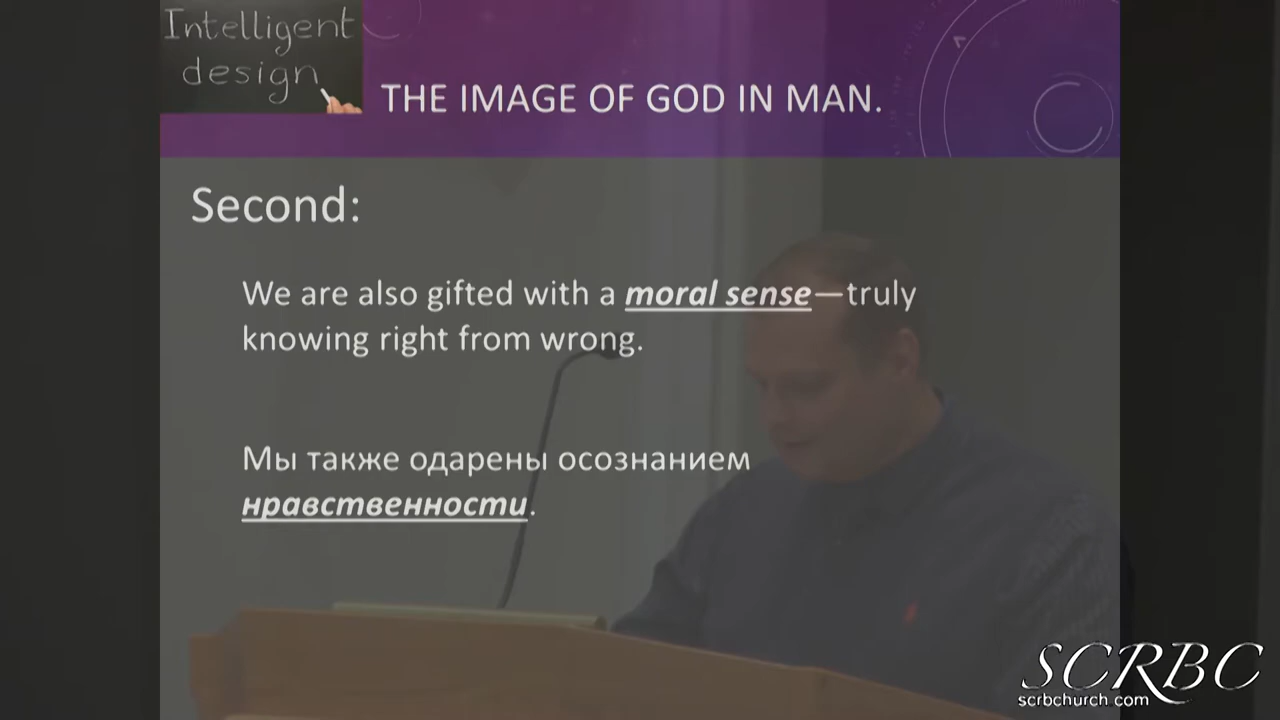 Intelligent
design
THE IMAGE OF GOD IN MAN.
Second:
We are also gifted with a moral sense—truly
knowing right from wrong.
Мы также одарены осознанием
нравственности.
SCRBC
scrbchurch.com